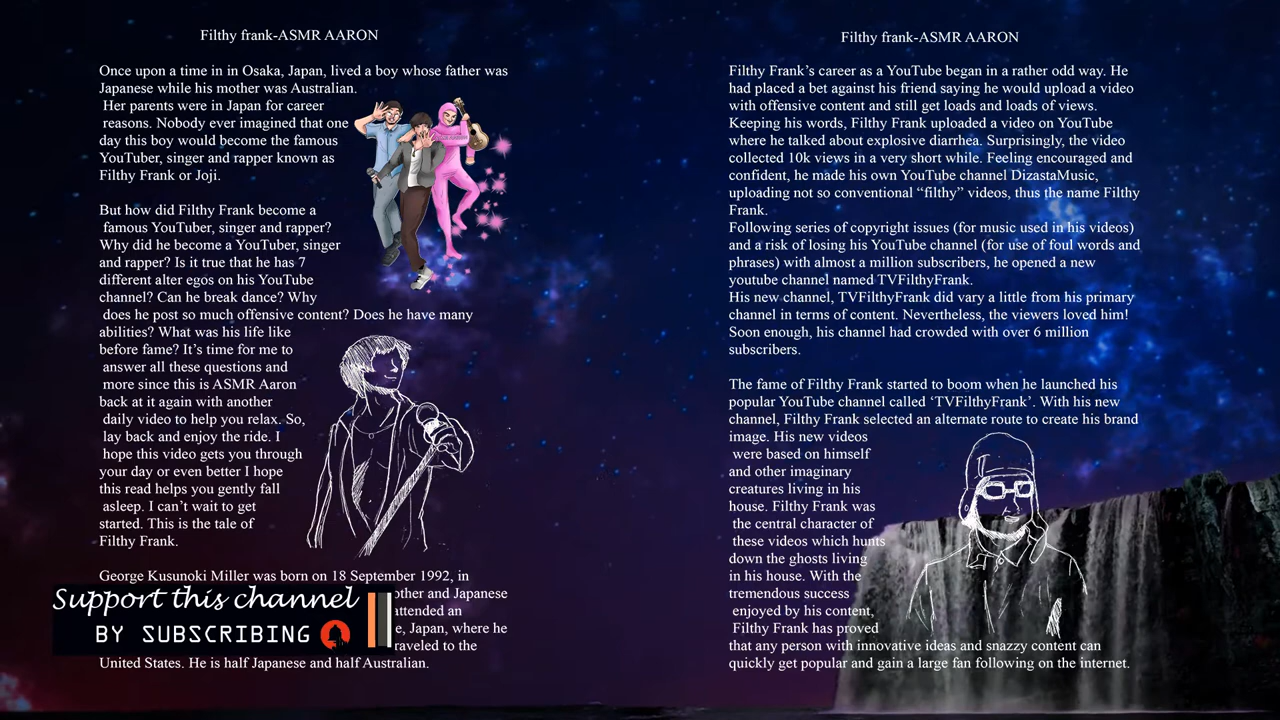 Filthy frank-ASMR AARON
Once upon a time in in Osaka, Japan, lived a boy whose father was
Japanese while his mother was Australian.
Her parents were in Japan for career
reasons. Nobody ever imagined that one
day this boy would become the famous
YouTuber, singer and rapper known as
Filthy Frank or Joji.
But how did Filthy Frank become a
famous YouTuber, singer and rapper?
Why did he become a YouTuber, singer
and rapper? Is it true that he has 7
different alter egos on his YouTube
channel? Can he break dance? Why
does he post so much offensive content? Does he have many
abilities? What was his life like
before fame? It's time for me to
answer all these questions and
more since this is ASMR Aaron
back at it again with another
daily video to help you relax. So,
lay back and enjoy the ride. I
hope this video gets you through
your day or even better I hope
this read helps you gently fall
asleep. I can't wait to get
started. This is the tale of
Filthy Frank.
George Kusunoki Miller was born on 18 September 1992, in
other and Japanese
attended an
e, Japan, where he
raveled to the
United States. He is half Japanese and half Australian.
Support this channel
BY SUBSCRIBING
Filthy frank-ASMR AARON
Filthy Frank's career as a YouTube began in a rather odd way. He
had placed a bet against his friend saying he would upload a video
with offensive content and still get loads and loads of views.
Keeping his words, Filthy Frank uploaded a video on YouTube
where he talked about explosive diarrhea. Surprisingly, the video
collected 10k views in a very short while. Feeling encouraged and
confident, he made his own YouTube channel DizastaMusic,
uploading not so conventional “filthy” videos, thus the name Filthy
Frank.
Following series of copyright issues (for music used in his videos)
and a risk of losing his YouTube channel (for use of foul words and
phrases) with almost a million subscribers, he opened a new
youtube channel named TVFilthyFrank.
His new channel, TVFilthyFrank did vary a little from his primary
channel in terms of content. Nevertheless, the viewers loved him!
Soon enough, his channel had crowded with over 6 million
subscribers.
The fame of Filthy Frank started to boom when he launched his
popular YouTube channel called ‘TVFilthyFrank’. With his new
channel, Filthy Frank selected an alternate route to create his brand
image. His new videos
were based on himself
and other imaginary
creatures living in his
house. Filthy Frank was
the central character of
these videos which hunts
down the ghosts living
in his house. With the
tremendous success
enjoyed by his content,
Filthy Frank has proved
that any person with innovative ideas and snazzy content can
quickly get popular and gain a large fan following on the internet.